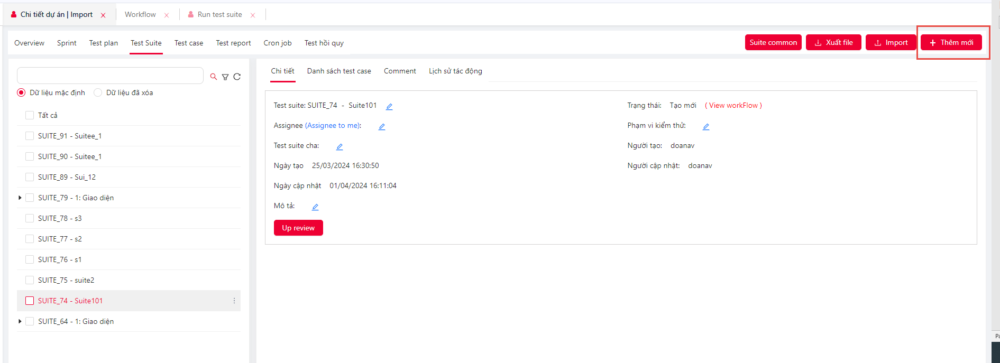 Chi tiết dự án | Import
Workflow
Run test suite
Overview
Sprint
Test plan
Test Suite
Test case
Test report
Cron job
Test hồi quy
Suite common
Xuất file
Import
Thêm mới
Dữ liệu mặc định
Dữ liệu đã xóa
Tất cả
SUITE_91 - Suitee_1
SUITE_90 - Suitee_1
SUITE_89 - Sui_12
SUITE_79 - 1: Giao diện
SUITE_78 - s3
SUITE_77 - s2
SUITE_76 - s1
SUITE_75 - suite2
SUITE_74 - Suite101
SUITE_64 - 1: Giao diện
Chi tiết
Danh sách test case
Comment
Lịch sử tác động
Test suite: SUITE_74 - Suite101
Trạng thái: Tạo mới ( View workFlow )
Assignee (Assignee to me):
Phạm vi kiểm thử:
Test suite cha:
Người tạo: doanav
Ngày tạo 25/03/2024 16:30:50
Người cập nhật: doanav
Ngày cập nhật 01/04/2024 16:11:04
Mô tả:
Up review